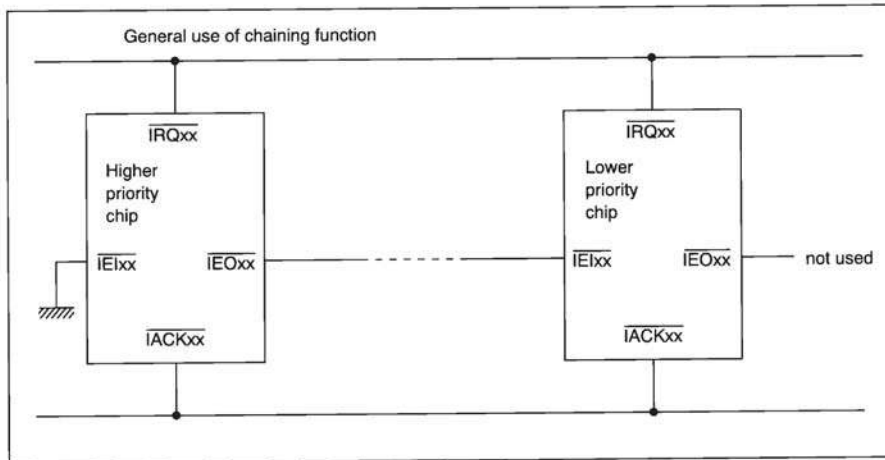 General use of chaining function
IRQxx
Higher
priority
chip
IEIxx
IEOxx
IACKxx
IRQxx
Lower
priority
chip
IEIxx
IEOxx
not used
IACKxx